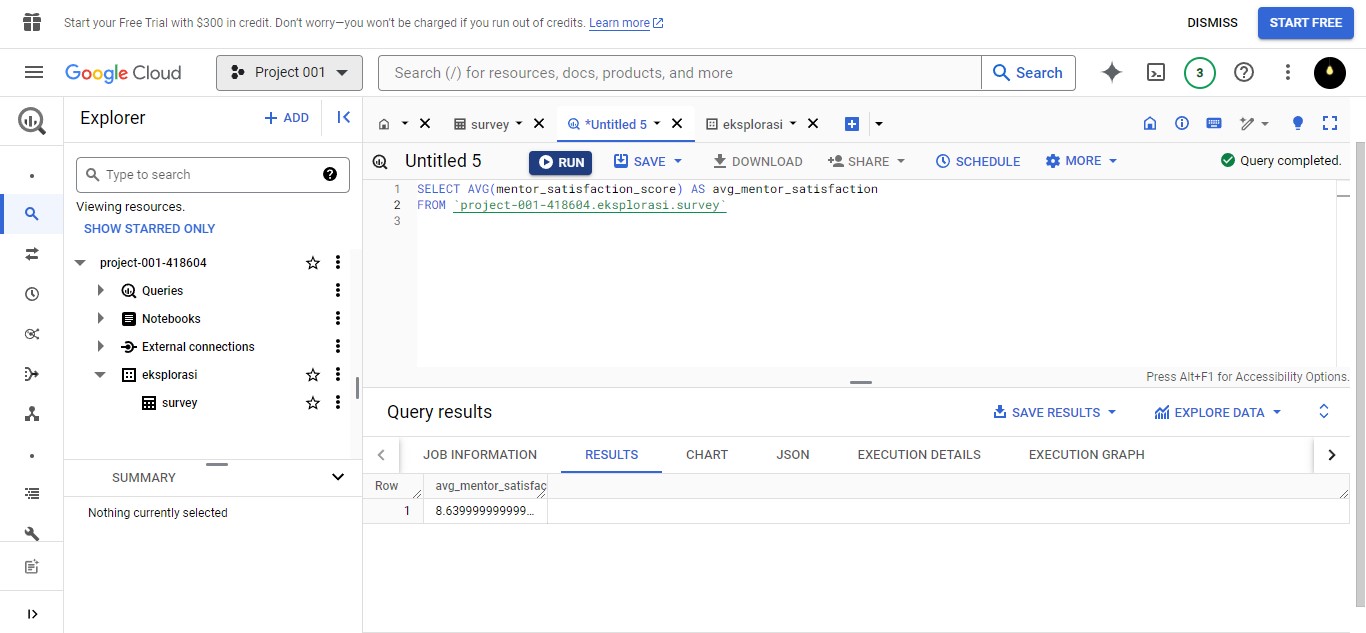 Start your Free Trial with $300 in credit. Don't worry—you won't be charged if you run out of credits. Learn more
DISMISS
START FREE
Google Cloud
Project 001
Search (/) for resources, docs, products, and more
Search
3
Explorer
+ ADD
survey
*Untitled 5
eksplorasi
Untitled 5
RUN
SAVE
DOWNLOAD
SHARE
SCHEDULE
MORE
Query completed.
Type to search
Viewing resources.
SHOW STARRED ONLY
project-001-418604
Queries
Notebooks
External connections
eksplorasi
survey
SUMMARY
Nothing currently selected
1 SELECT AVG(mentor_satisfaction_score) AS avg_mentor_satisfaction
2 FROM `project-001-418604.eksplorasi.survey`
3
Press Alt+F1 for Accessibility Options.
Query results
SAVE RESULTS
EXPLORE DATA
JOB INFORMATION
RESULTS
CHART
JSON
EXECUTION DETAILS
EXECUTION GRAPH
Row avg_mentor_satisfac
1 8.639999999999...